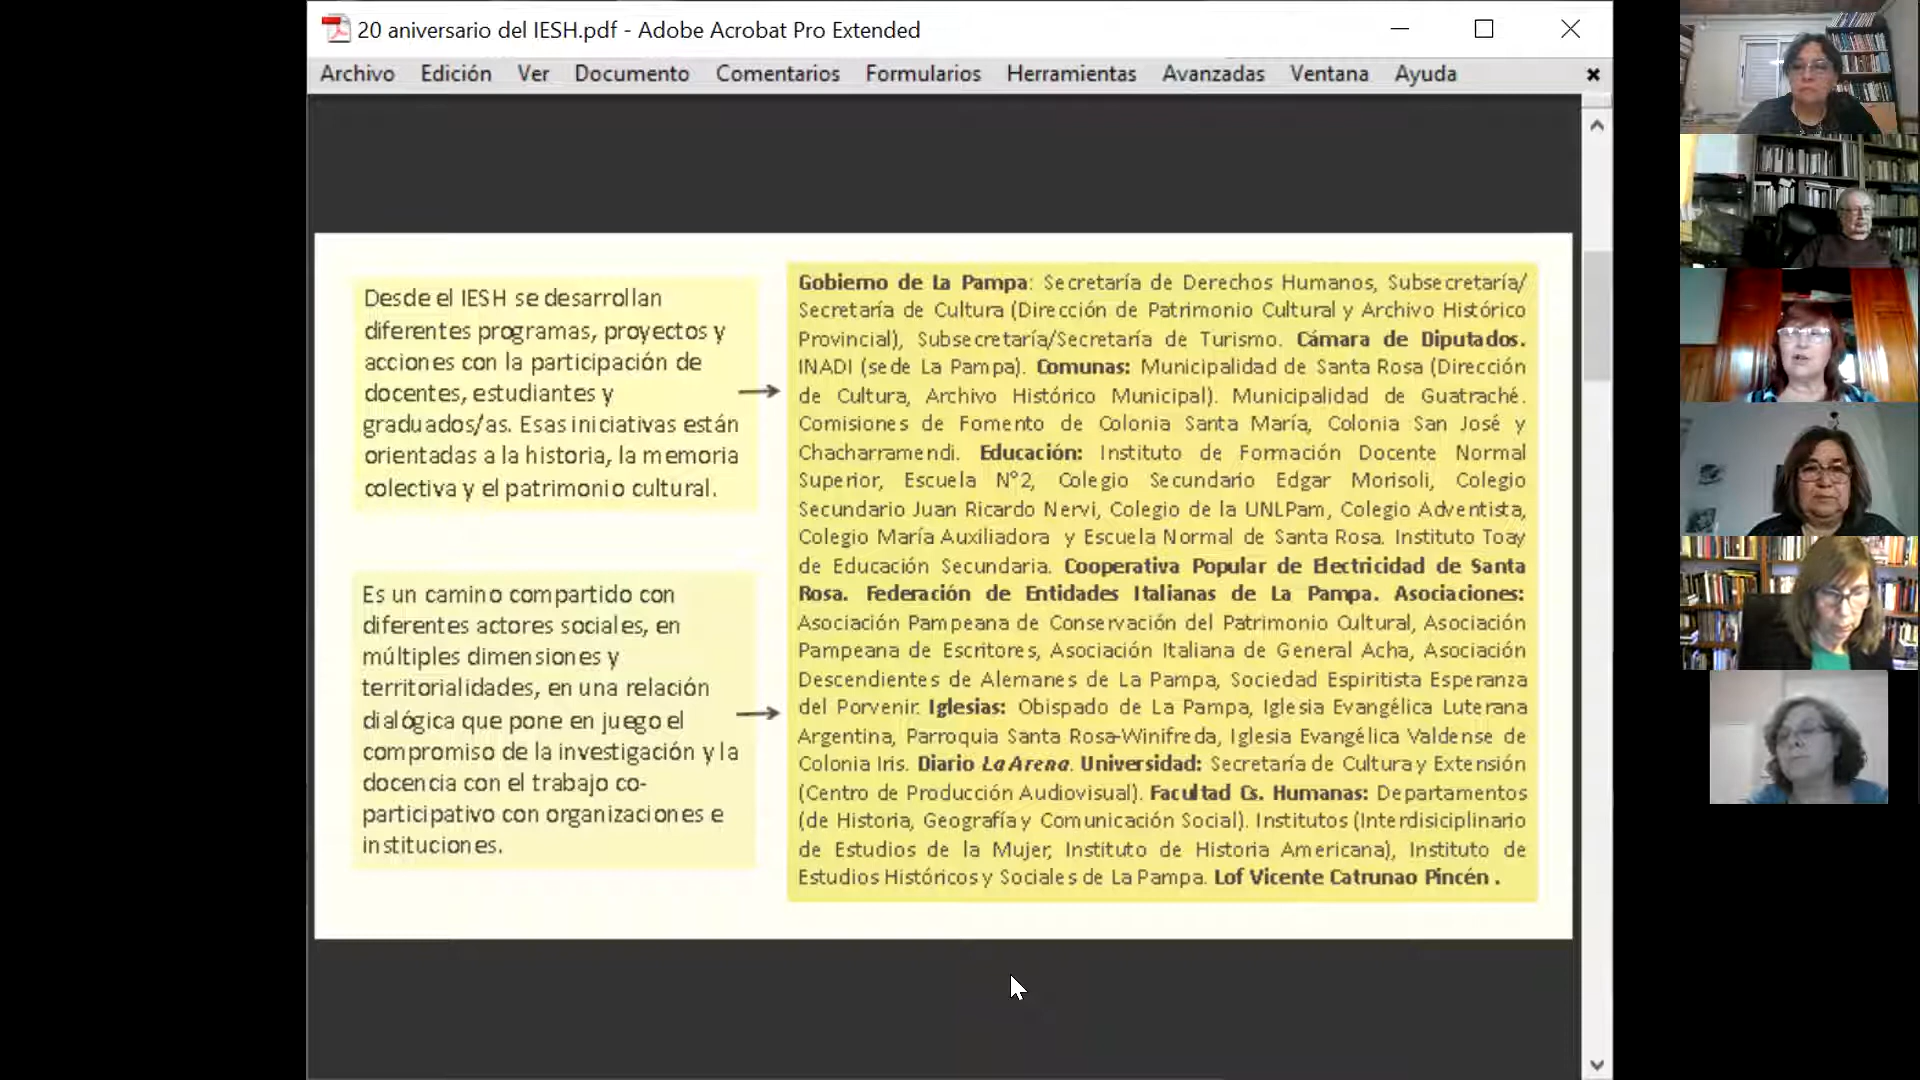 20 aniversario del IESH.pdf - Adobe Acrobat Pro Extended
Archivo Edición Ver Documento Comentarios Formularios Herramientas Avanzadas Ventana Ayuda
Desde el IESH se desarrollan
diferentes programas, proyectos y
acciones con la participación de
docentes, estudiantes y
graduados/as. Esas iniciativas están
orientadas a la historia, la memoria
colectiva y el patrimonio cultural.
Es un camino compartido con
diferentes actores sociales, en
múltiples dimensiones y
territorialidades, en una relación
dialógica que pone en juego el
compromiso de la investigación y la
docencia con el trabajo co-
participativo con organizaciones e
instituciones.
Gobierno de La Pampa: Secretaría de Derechos Humanos, Subsecretaría/
Secretaría de Cultura (Dirección de Patrimonio Cultural y Archivo Histórico
Provincial), Subsecretaría/Secretaría de Turismo. Cámara de Diputados.
INADI (sede La Pampa). Comunas: Municipalidad de Santa Rosa (Dirección
de Cultura, Archivo Histórico Municipal). Municipalidad de Guatraché.
Comisiones de Fomento de Colonia Santa María, Colonia San José y
Chacharramendi. Educación: Instituto de Formación Docente Normal
Superior, Escuela N°2, Colegio Secundario Edgar Morisoli, Colegio
Secundario Juan Ricardo Nervi, Colegio de la UNLPam, Colegio Adventista,
Colegio María Auxiliadora y Escuela Normal de Santa Rosa. Instituto Toay
de Educación Secundaria. Cooperativa Popular de Electricidad de Santa
Rosa. Federación de Entidades Italianas de La Pampa. Asociaciones:
Asociación Pampeana de Conservación del Patrimonio Cultural, Asociación
Pampeana de Escritores, Asociación Italiana de General Acha, Asociación
Descendientes de Alemanes de La Pampa, Sociedad Espiritista Esperanza
del Porvenir. Iglesias: Obispado de La Pampa, Iglesia Evangélica Luterana
Argentina, Parroquia Santa Rosa-Winifreda, Iglesia Evangélica Valdense de
Colonia Iris. Diario La Arena. Universidad: Secretaría de Cultura y Extensión
(Centro de Producción Audiovisual). Facultad Cs. Humanas: Departamentos
(de Historia, Geografía y Comunicación Social). Institutos (Interdisiciplinario
de Estudios de la Mujer, Instituto de Historia Americana), Instituto de
Estudios Históricos y Sociales de La Pampa. Lof Vicente Catrunao Pincén .